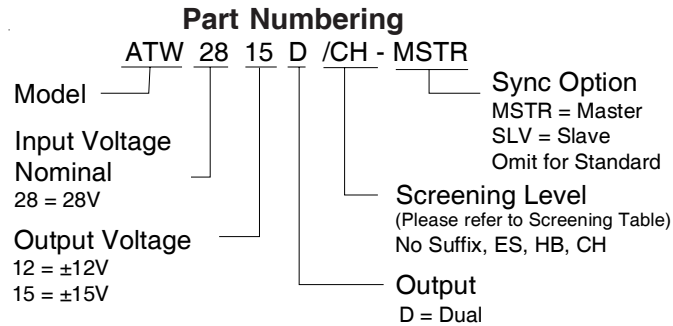 Part Numbering
ATW 28 15 D /CH - MSTR
Model
Input Voltage
Nominal
28 = 28V
Output Voltage
12 = ±12V
15 = ±15V
Sync Option
MSTR = Master
SLV = Slave
Omit for Standard
Screening Level
(Please refer to Screening Table)
No Suffix, ES, HB, CH
Output
D = Dual